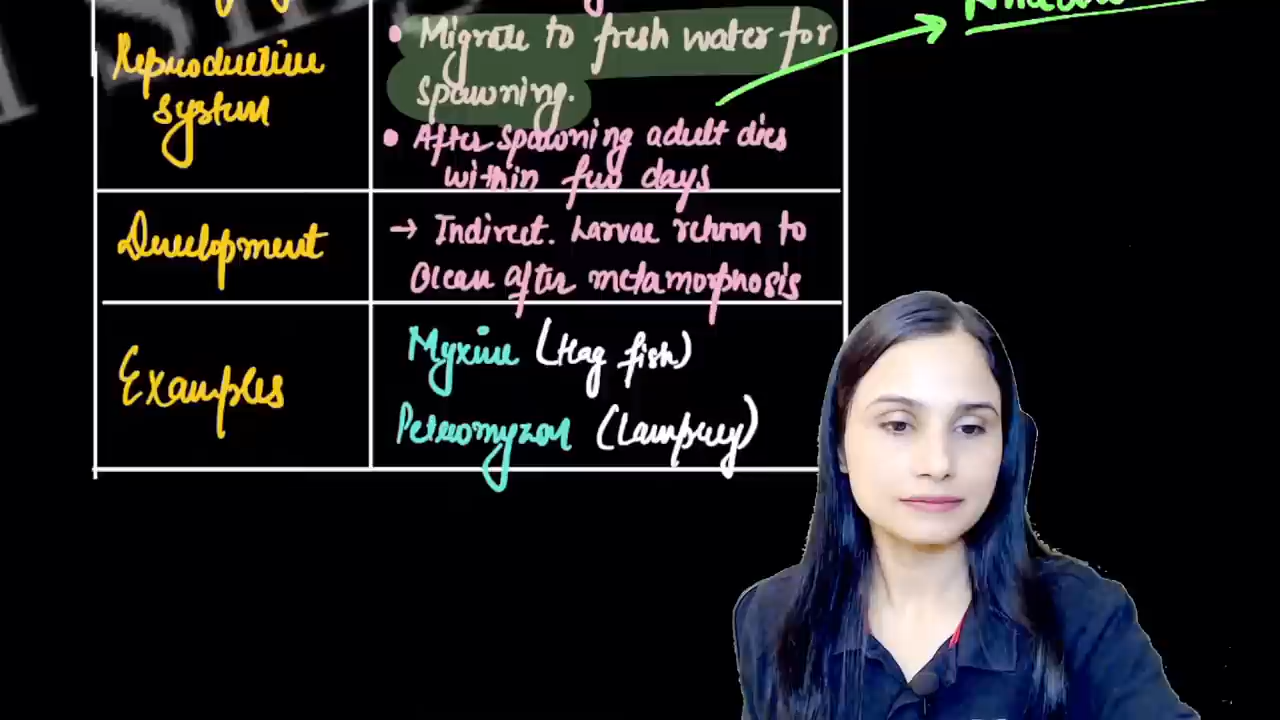 Reproductive
system
• Migrate to fresh water for
spawning.
• After spawning adult dies
within few days
Development
→ Indirect. Larvae return to
Ocean after metamorphosis
Examples
Myxine (Hag fish)
Petromyzon (Lamprey)